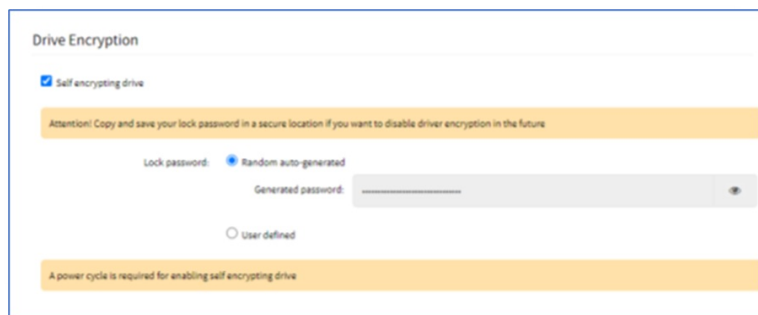 Drive Encryption
Self encrypting drive
Attention! Copy and save your lock password in a secure location if you want to disable driver encryption in the future
Lock password: Random auto-generated
Generated password:
User defined
A power cycle is required for enabling self encrypting drive